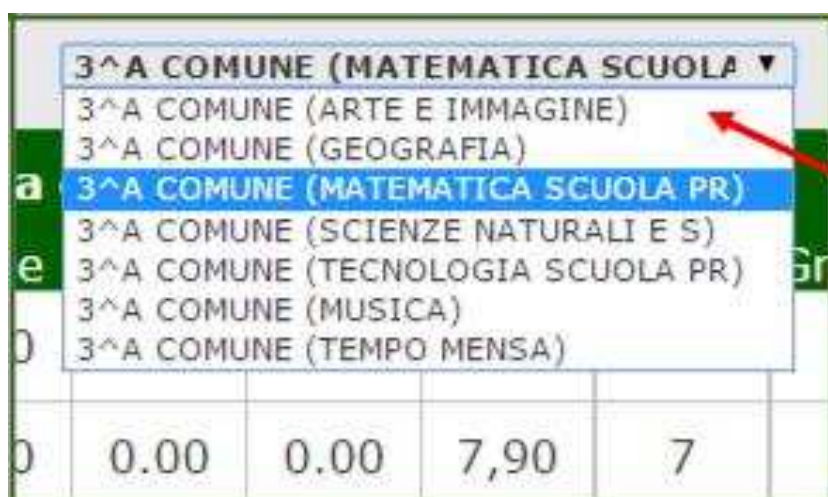 3^A COMUNE (MATEMATICA SCUOLA
3^A COMUNE (ARTE E IMMAGINE)
3^A COMUNE (GEOGRAFIA)
a
3^A COMUNE (MATEMATICA SCUOLA PR)
3^A COMUNE (SCIENZE NATURALI E S)
e 3^A COMUNE (TECNOLOGIA SCUOLA PR) Gr
3^A COMUNE (MUSICA)
3^A COMUNE (TEMPO MENSA)
0.00 0.00 7,90 7